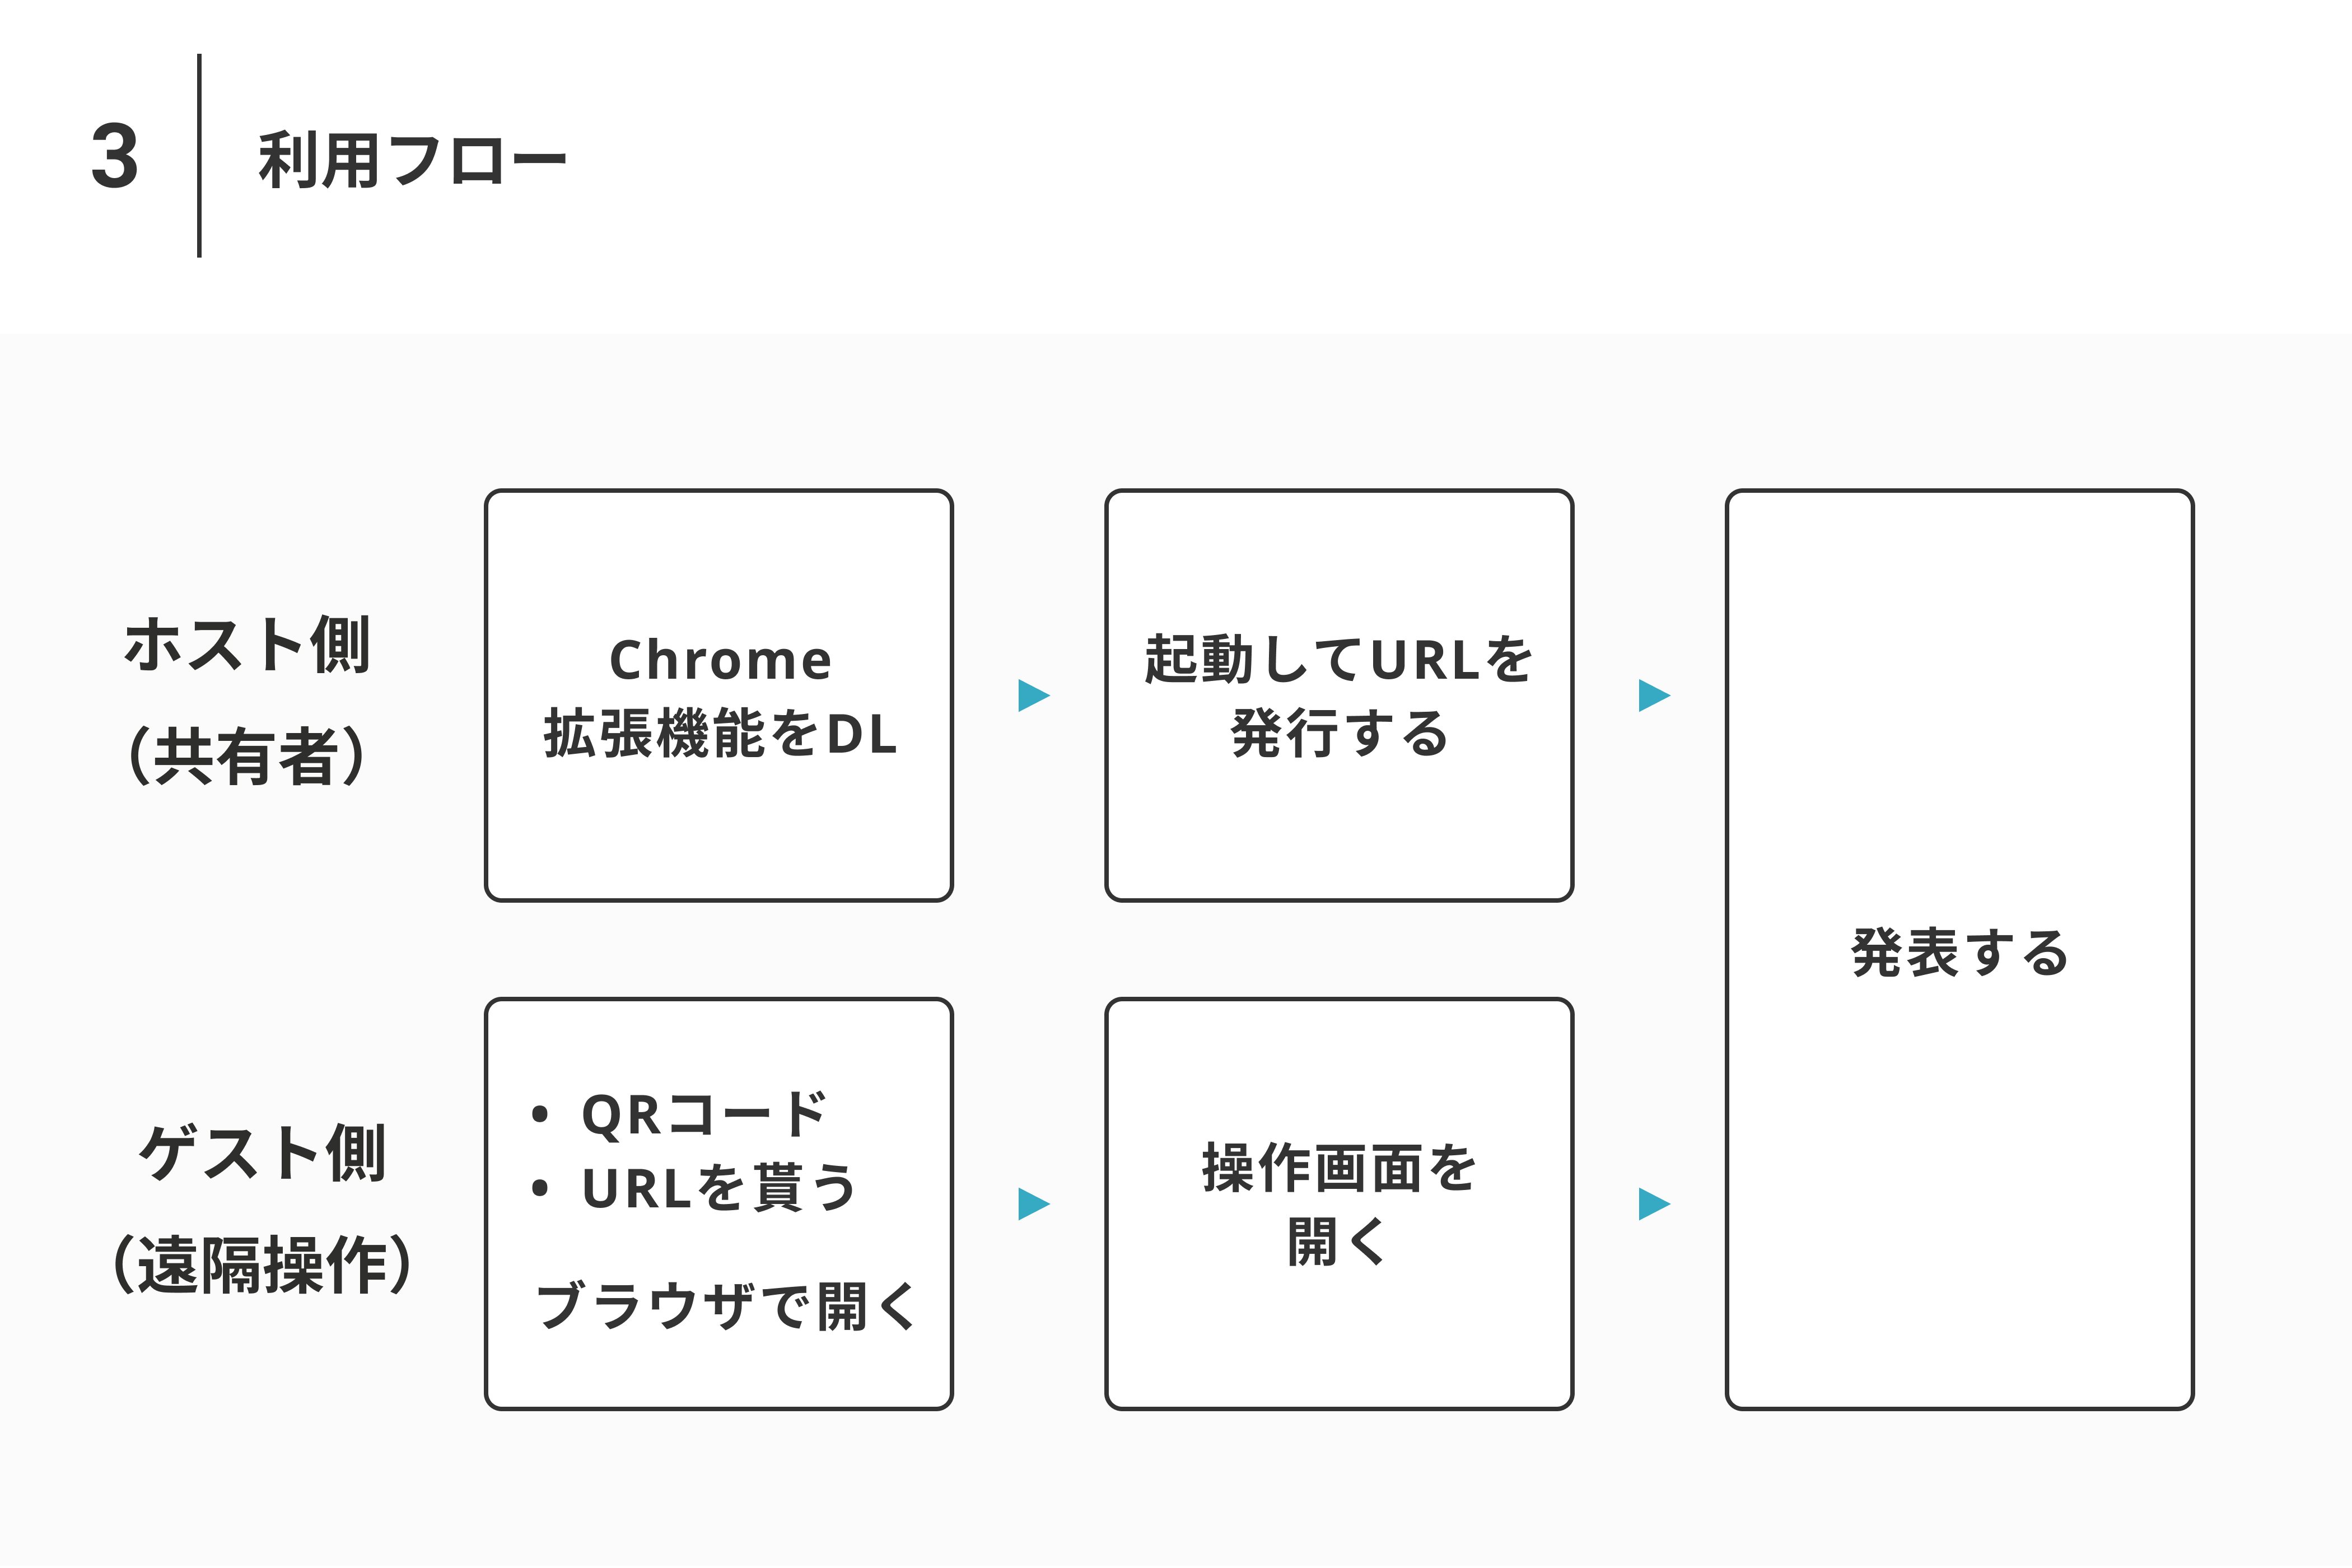 3
利用フロー
ホスト側
（共有者）
Chrome
拡張機能をDL
起動してURLを
発行する
発表する
ゲスト側
（遠隔操作）
• QRコード
• URLを貰う
ブラウザで開く
操作画面を
開く